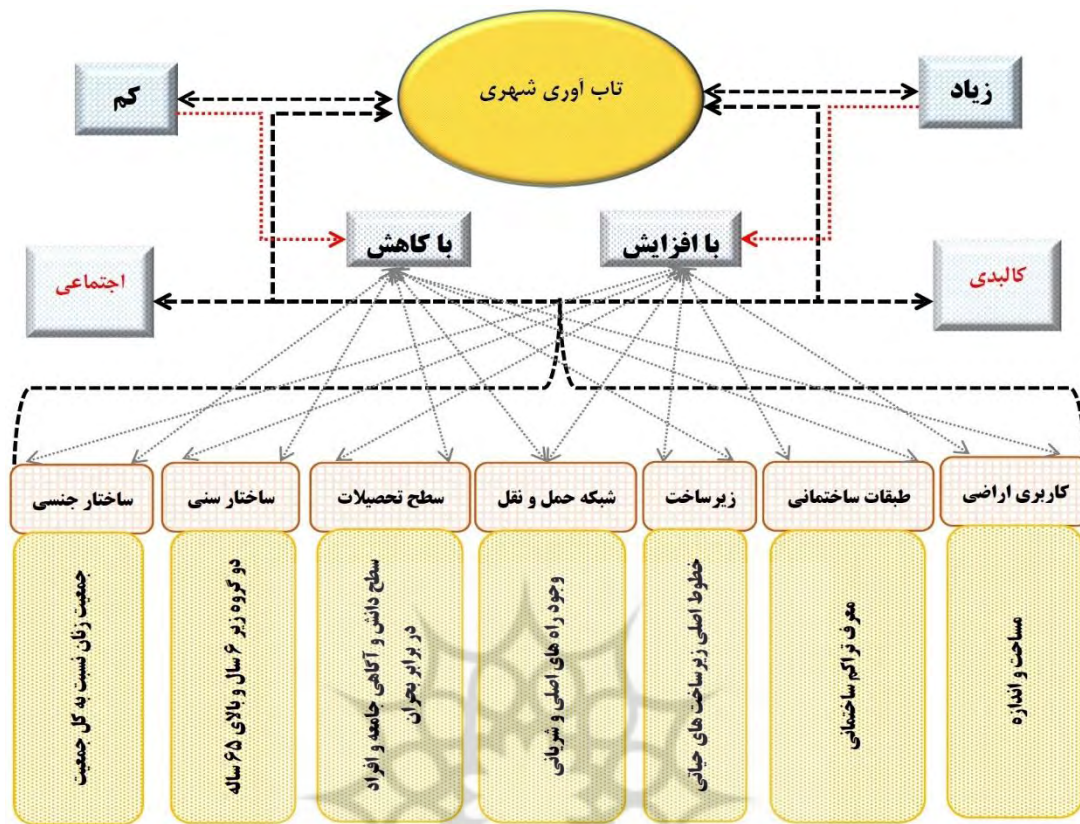 تاب آوری شهری
زیاد
کم
با افزایش
با کاهش
کالبدی
اجتماعی
کاربری اراضی
طبقات ساختمانی
زیرساخت
شبکه حمل و نقل
سطح تحصیلات
ساختار سنی
ساختار جنسی
مساحت و اندازه
معرف تراکم ساختمانی
خطوط اصلی زیرساخت های حیاتی
وجود راه های اصلی و شریانی
سطح دانش و آگاهی جامعه و افراد
در برابر بحران
دو گروه زیر ۶ سال و بالای ۶۵ ساله
جمعیت زنان نسبت به کل جمعیت